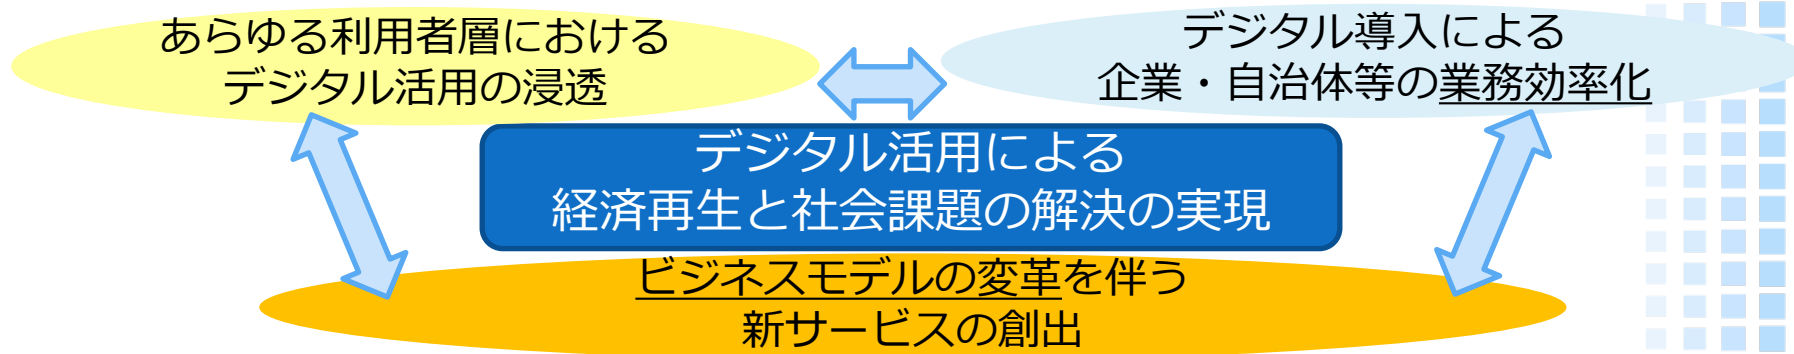 あらゆる利用者層における
デジタル活用の浸透
デジタル導入による
企業・自治体等の業務効率化
デジタル活用による
経済再生と社会課題の解決の実現
ビジネスモデルの変革を伴う
新サービスの創出